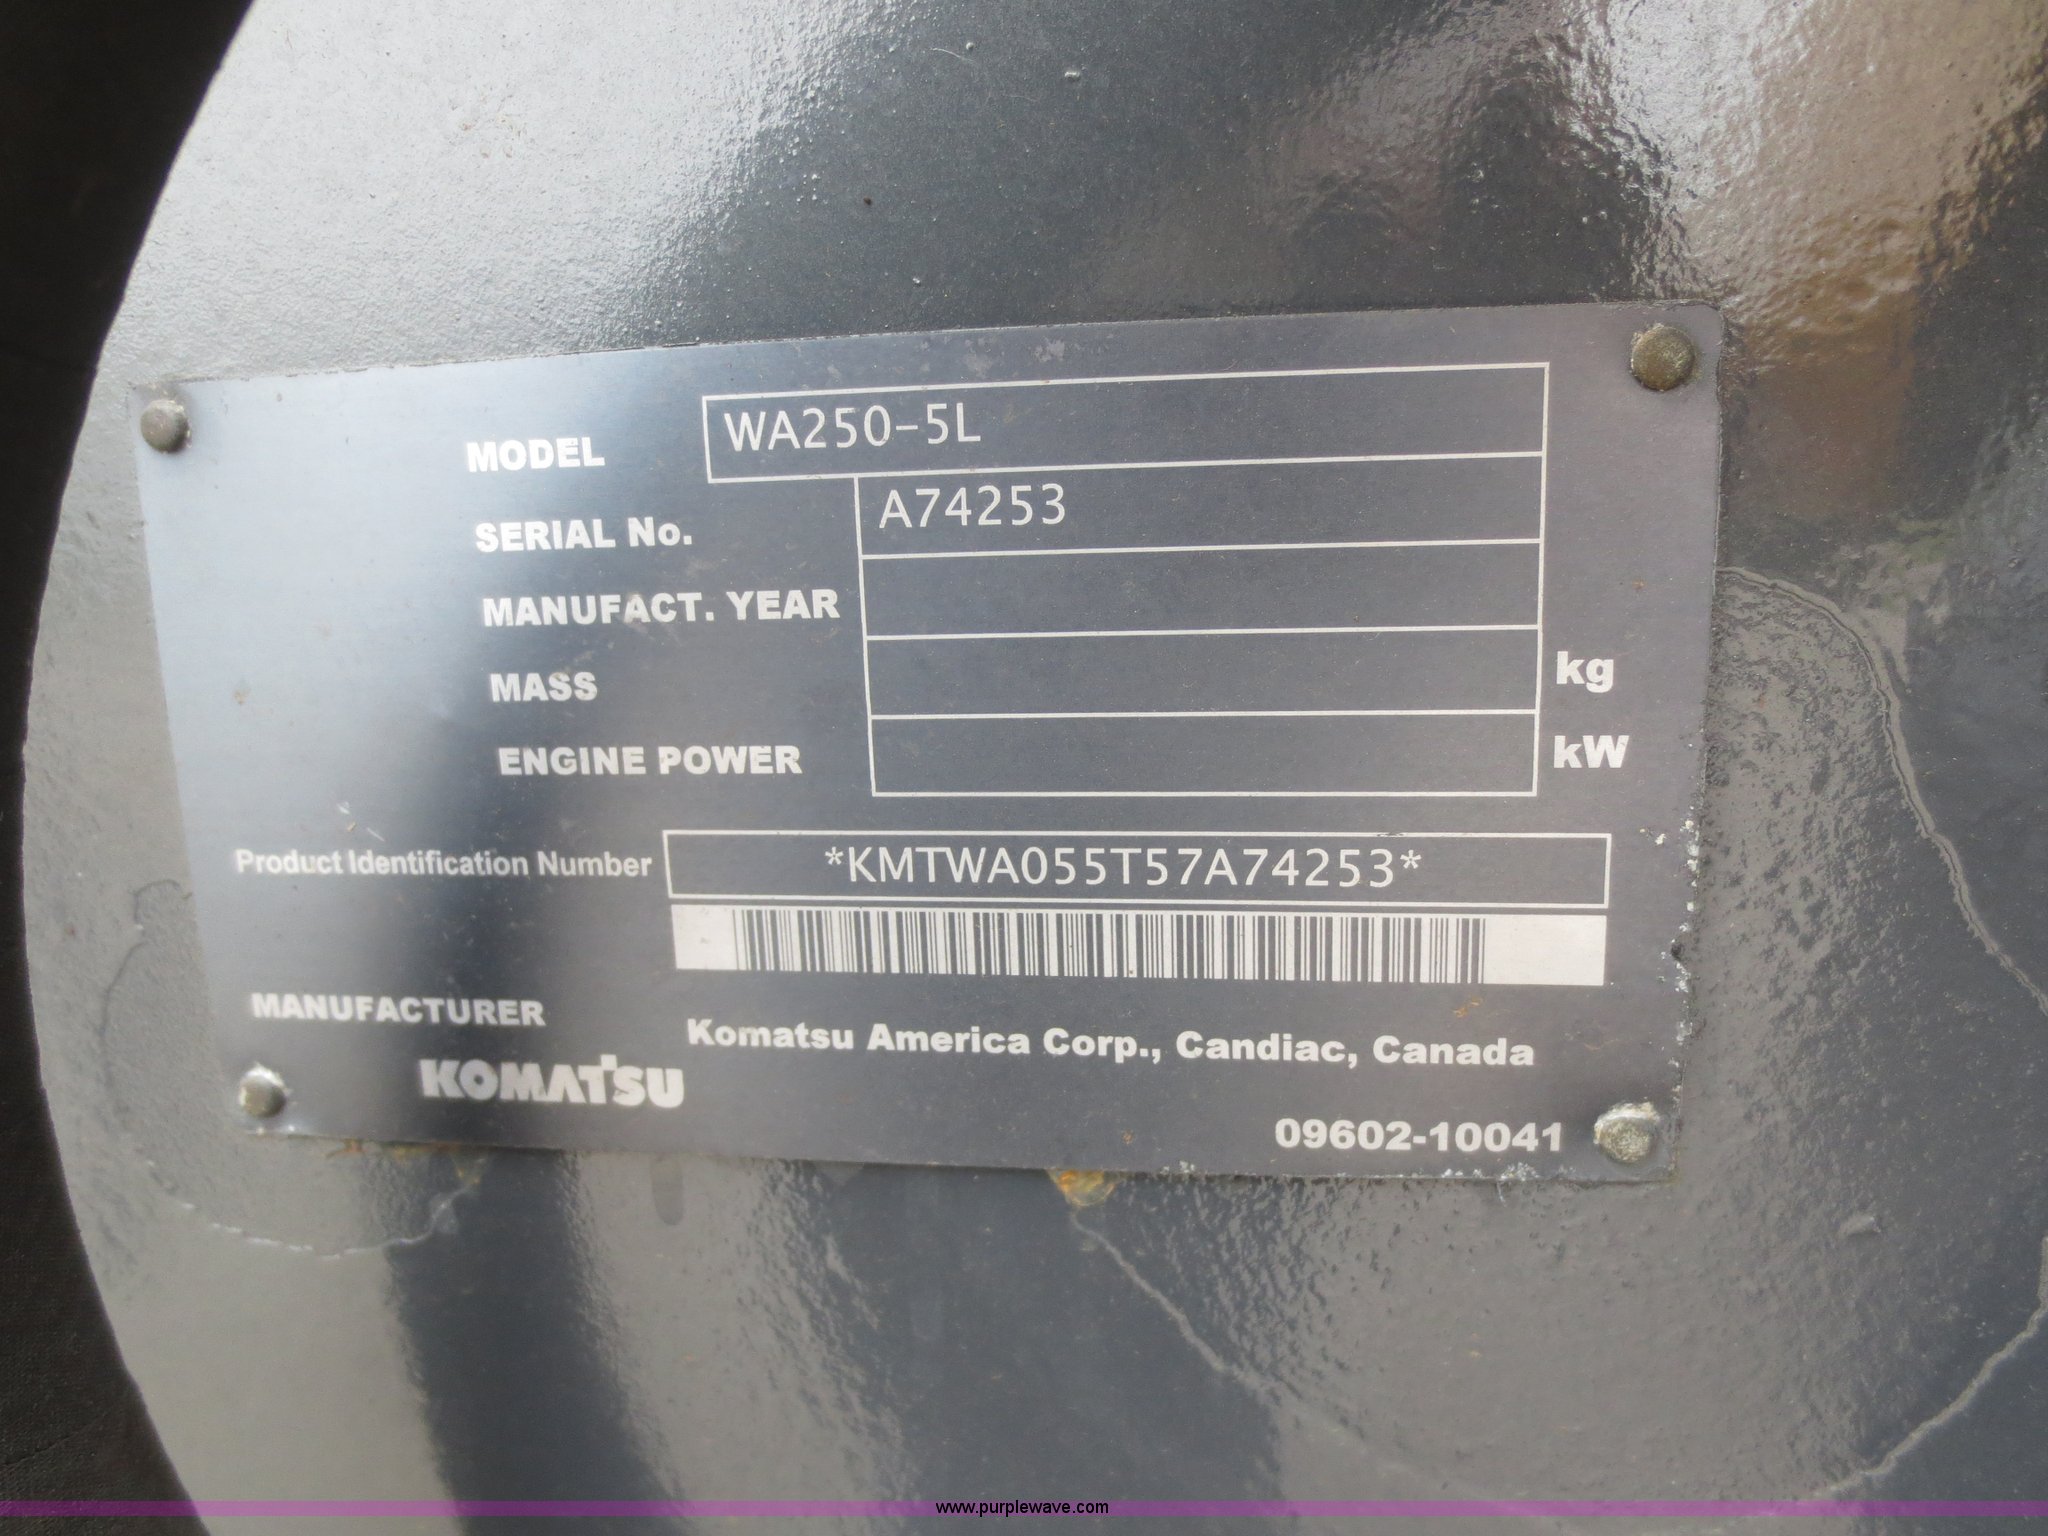 MODEL WA250-5L
SERIAL No. A74253
MANUFACT. YEAR
MASS kg
ENGINE POWER kW
Product Identification Number *KMTWA055T57A74253*
MANUFACTURER
Komatsu America Corp., Candiac, Canada
KOMATSU
09602-10041
www.purplewave.com